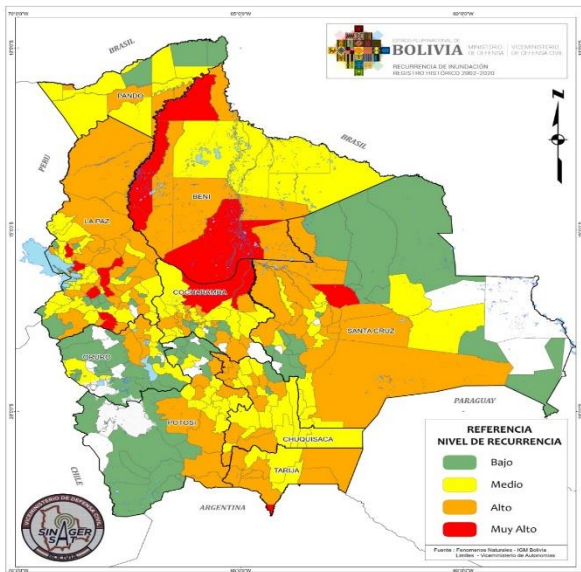 ESTADO PLURINACIONAL DE
BOLIVIA
MINISTERIO DE DEFENSA
VICEMINISTERIO DE DEFENSA CIVIL
RECURRENCIA DE INUNDACIÓN
REGISTRO HISTÓRICO 2002-2020
BRASIL
PANDO
BRASIL
PERÚ
BENI
LA PAZ
COCHABAMBA
SANTA CRUZ
ORURO
PARAGUAY
POTOSÍ
CHUQUISACA
TARIJA
CHILE
ARGENTINA
REFERENCIA
NIVEL DE RECURRENCIA
Bajo
Medio
Alto
Muy Alto
Fuente : Fenomenos Naturales - IGM Bolivia
Limites - Viceministerio de Autonomias
VICEMINISTERIO DE DEFENSA CIVIL
SINAGER
SAT
BOLIVIA